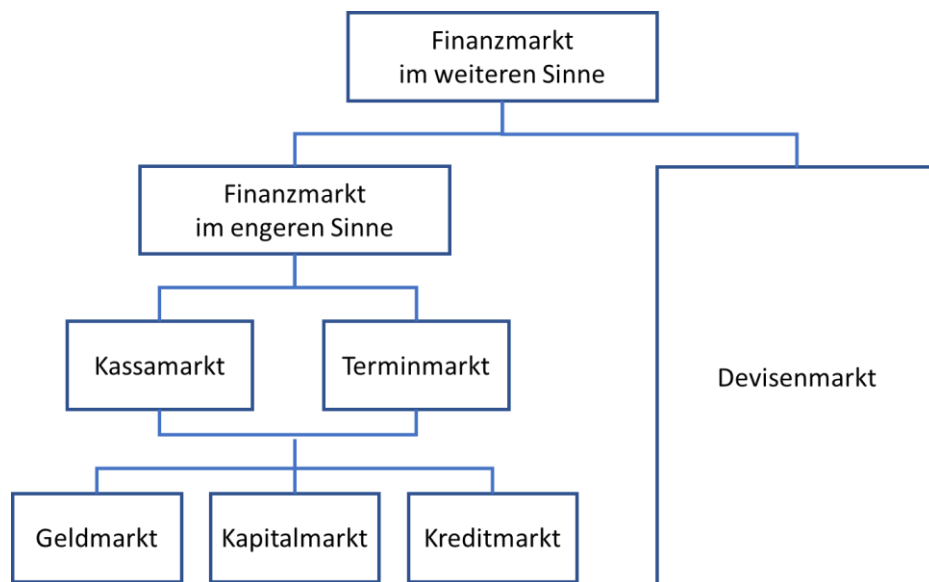 Finanzmarkt
im weiteren Sinne
Finanzmarkt
im engeren Sinne
Kassamarkt
Terminmarkt
Devisenmarkt
Geldmarkt
Kapitalmarkt
Kreditmarkt